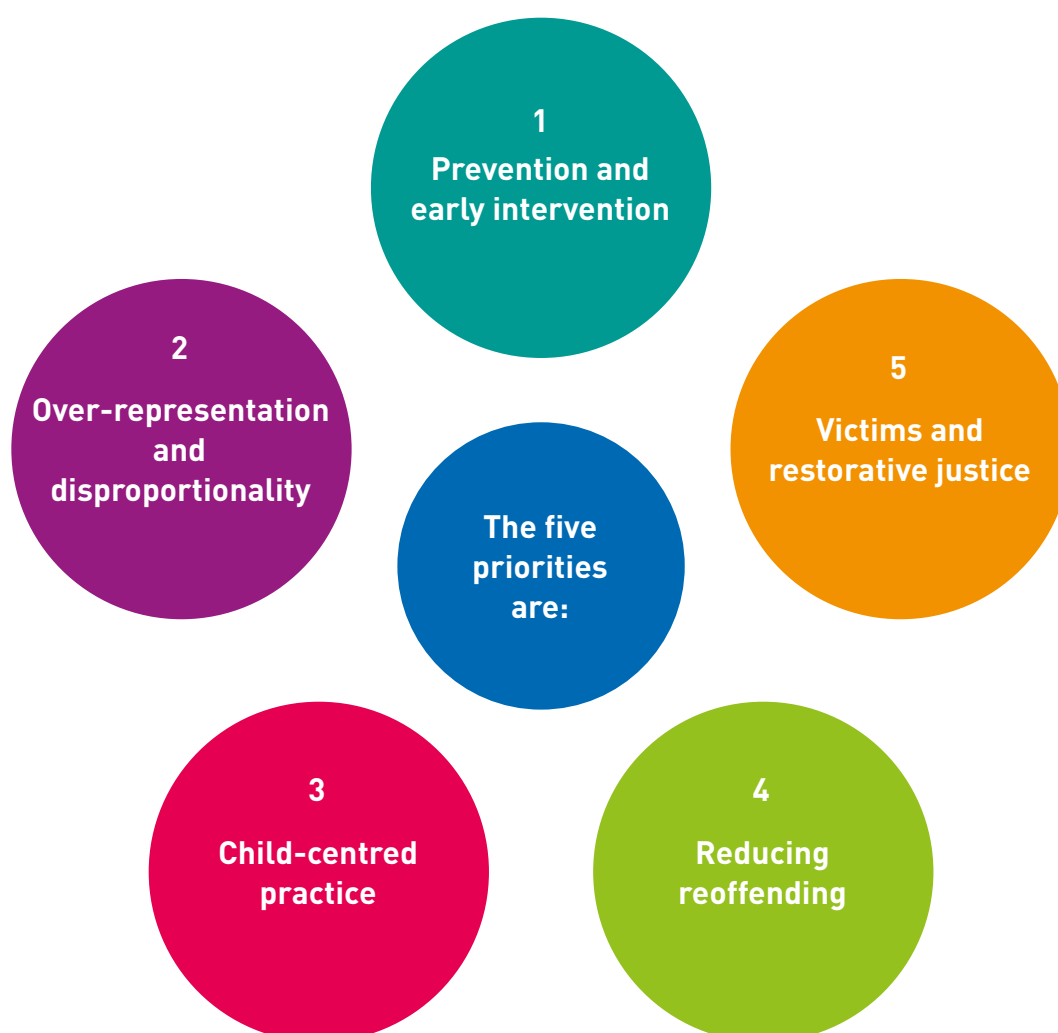 The five
priorities
are:
1
Prevention and
early intervention
2
Over-representation
and
disproportionality
3
Child-centred
practice
4
Reducing
reoffending
5
Victims and
restorative justice